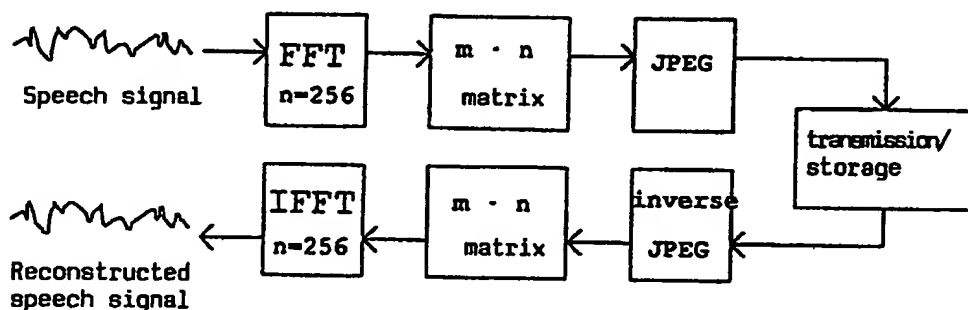 Speech signal
FFT
n=256
m · n
matrix
JPEG
transmission/
storage
inverse
JPEG
m · n
matrix
IFFT
n=256
Reconstructed
speech signal